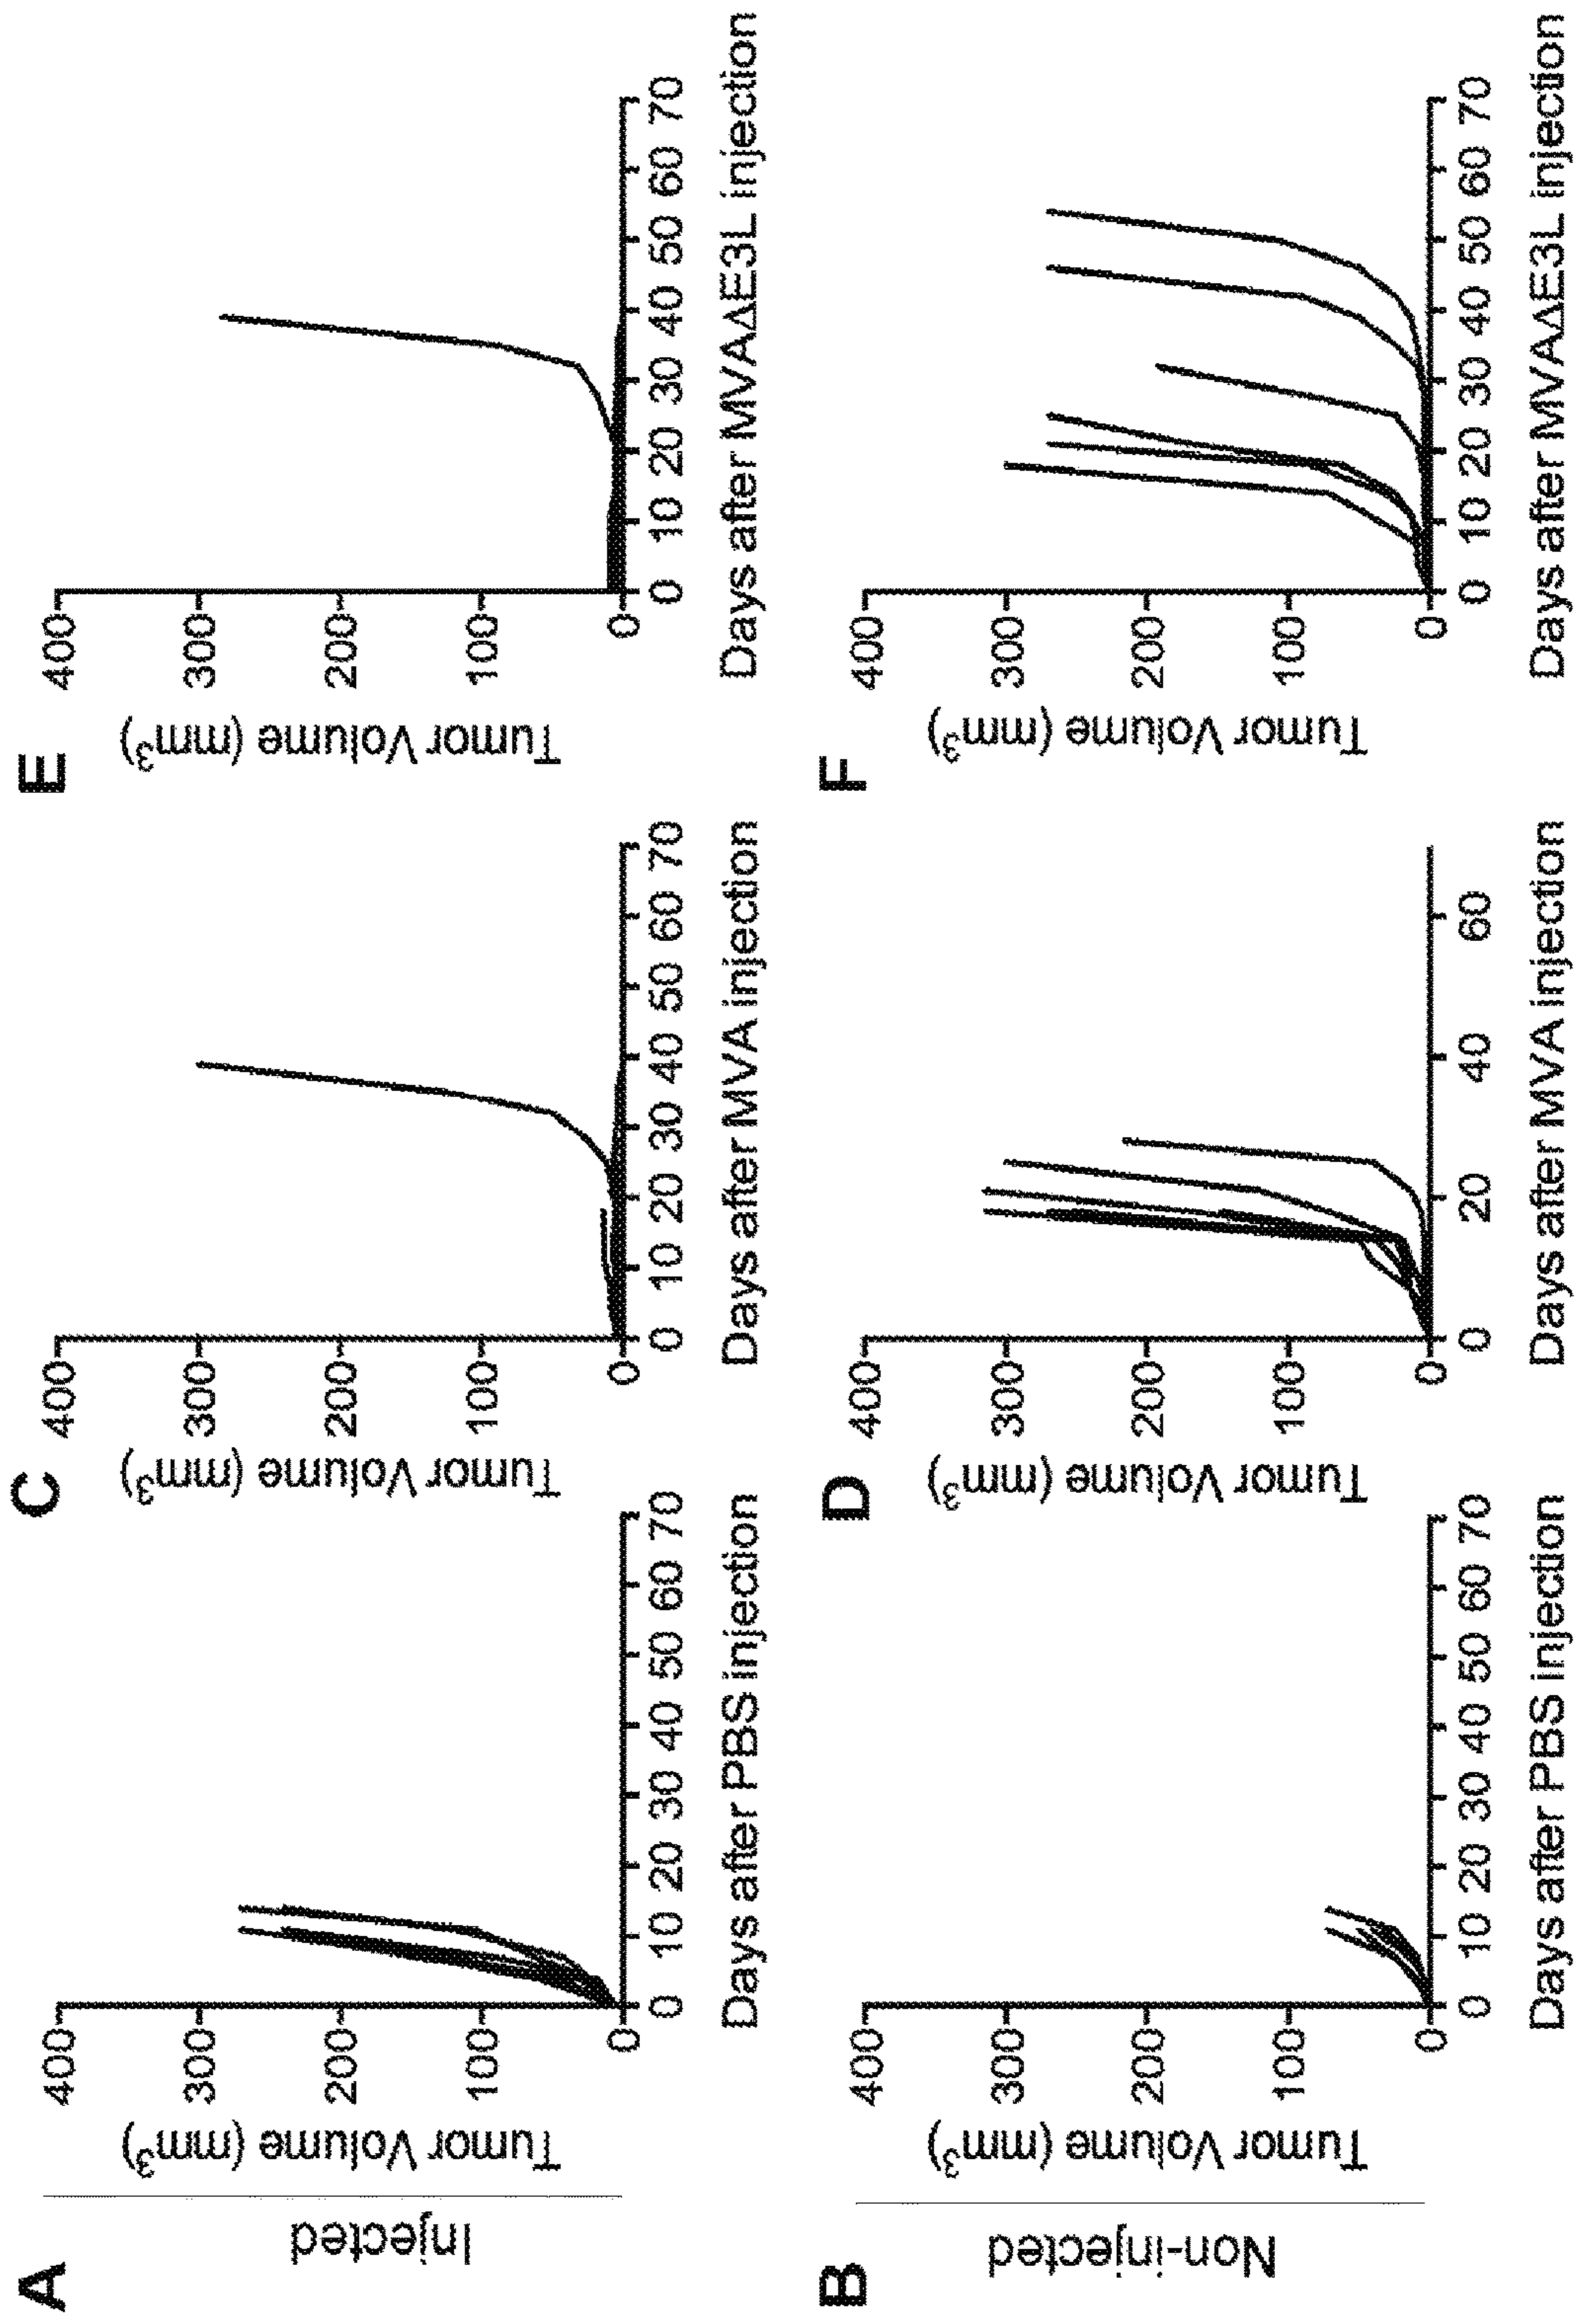 A
Injected
Tumor Volume (mm³)
400
300
200
100
0
0 10 20 30 40 50 60 70
Days after PBS injection
C
Tumor Volume (mm³)
400
300
200
100
0
0 10 20 30 40 50 60 70
Days after MVA injection
E
Tumor Volume (mm³)
400
300
200
100
0
0 10 20 30 40 50 60 70
Days after MVAΔE3L injection
B
Non-injected
Tumor Volume (mm³)
400
300
200
100
0
0 10 20 30 40 50 60 70
Days after PBS injection
D
Tumor Volume (mm³)
400
300
200
100
0
0 20 40 60
Days after MVA injection
F
Tumor Volume (mm³)
400
300
200
100
0
0 10 20 30 40 50 60 70
Days after MVAΔE3L injection